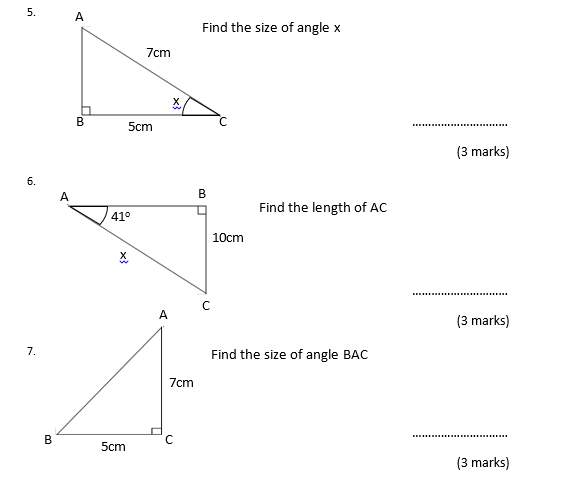 5.
A
Find the size of angle x
7cm
x
B
5cm
C
....................................
(3 marks)
6.
A
B
Find the length of AC
41°
10cm
x
C
....................................
(3 marks)
7.
A
Find the size of angle BAC
7cm
B
5cm
C
....................................
(3 marks)